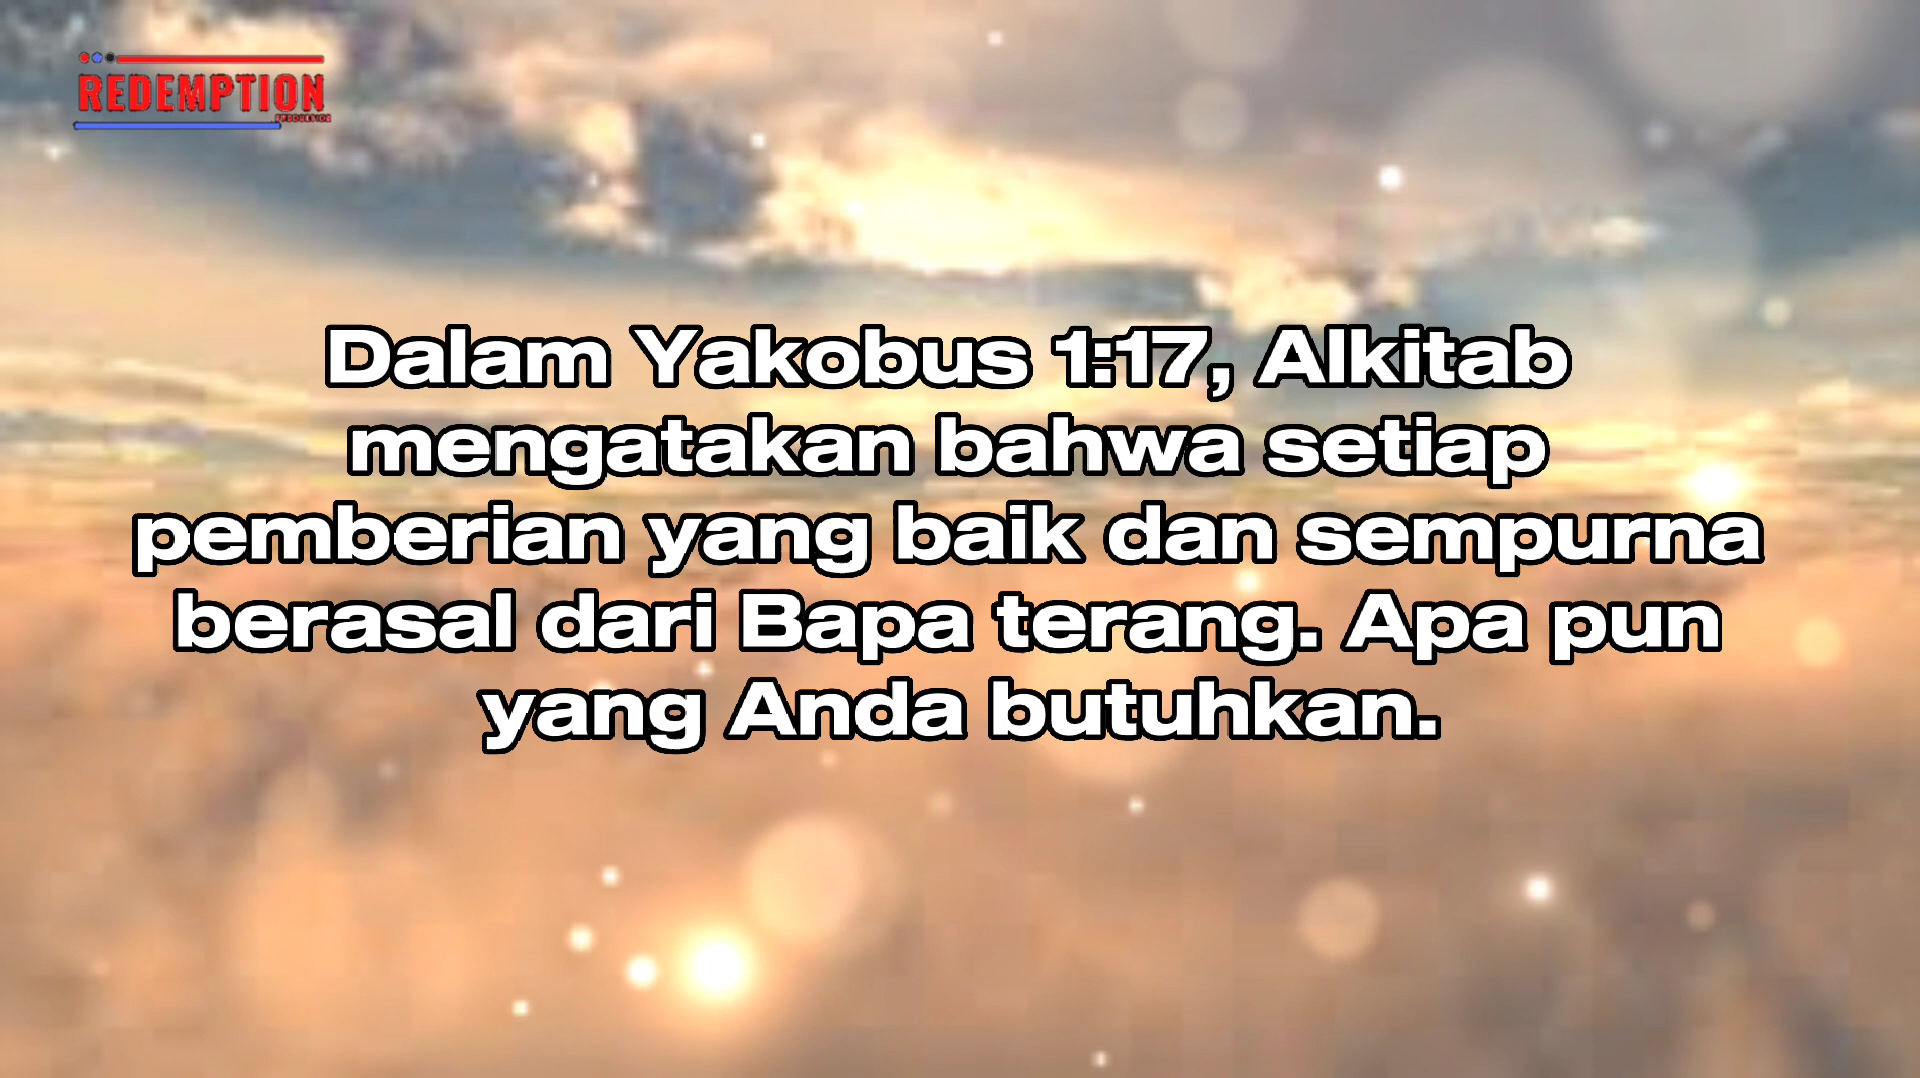 REDEMPTION
PRODUCTION
Dalam Yakobus 1:17, Alkitab
mengatakan bahwa setiap
pemberian yang baik dan sempurna
berasal dari Bapa terang. Apa pun
yang Anda butuhkan.